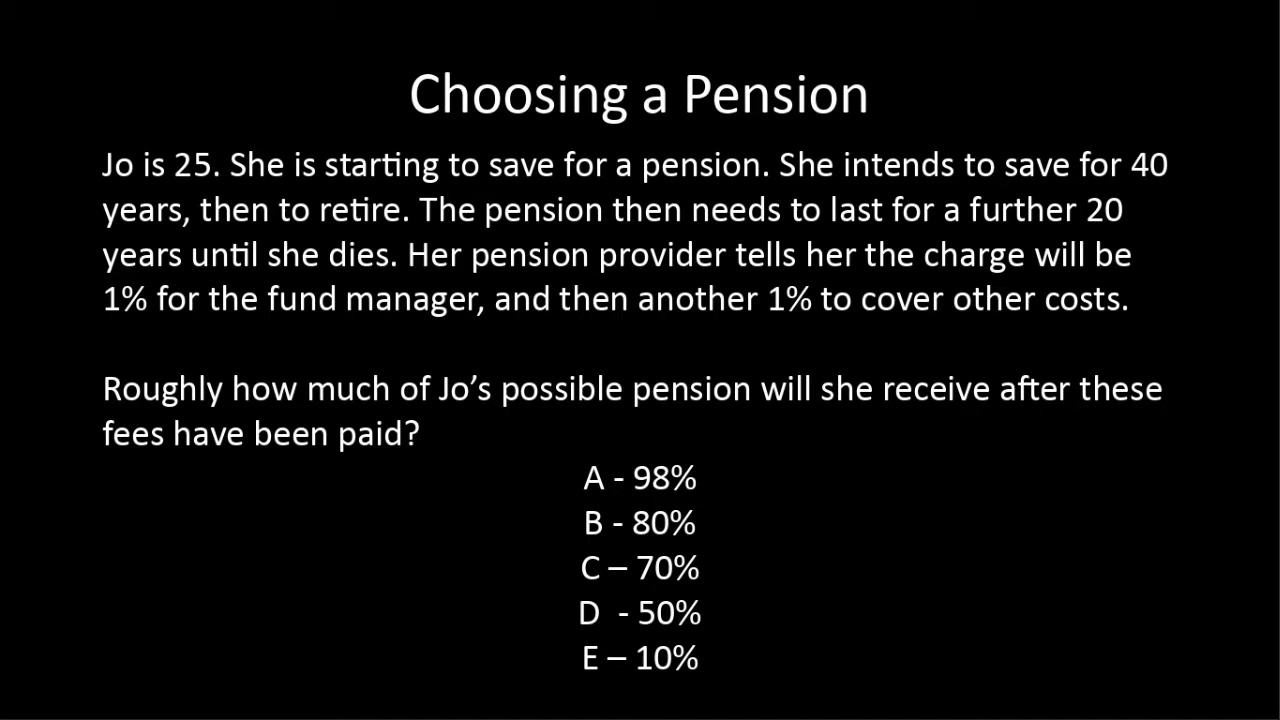 Choosing a Pension
Jo is 25. She is starting to save for a pension. She intends to save for 40
years, then to retire. The pension then needs to last for a further 20
years until she dies. Her pension provider tells her the charge will be
1% for the fund manager, and then another 1% to cover other costs.
Roughly how much of Jo’s possible pension will she receive after these
fees have been paid?
A - 98%
B - 80%
C – 70%
D  - 50%
E – 10%